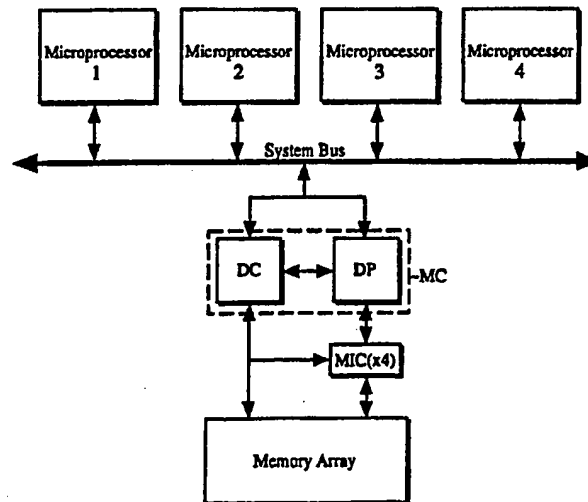 Microprocessor
1
Microprocessor
2
Microprocessor
3
Microprocessor
4
System Bus
DC
DP
MC
MIC(x4)
Memory Array